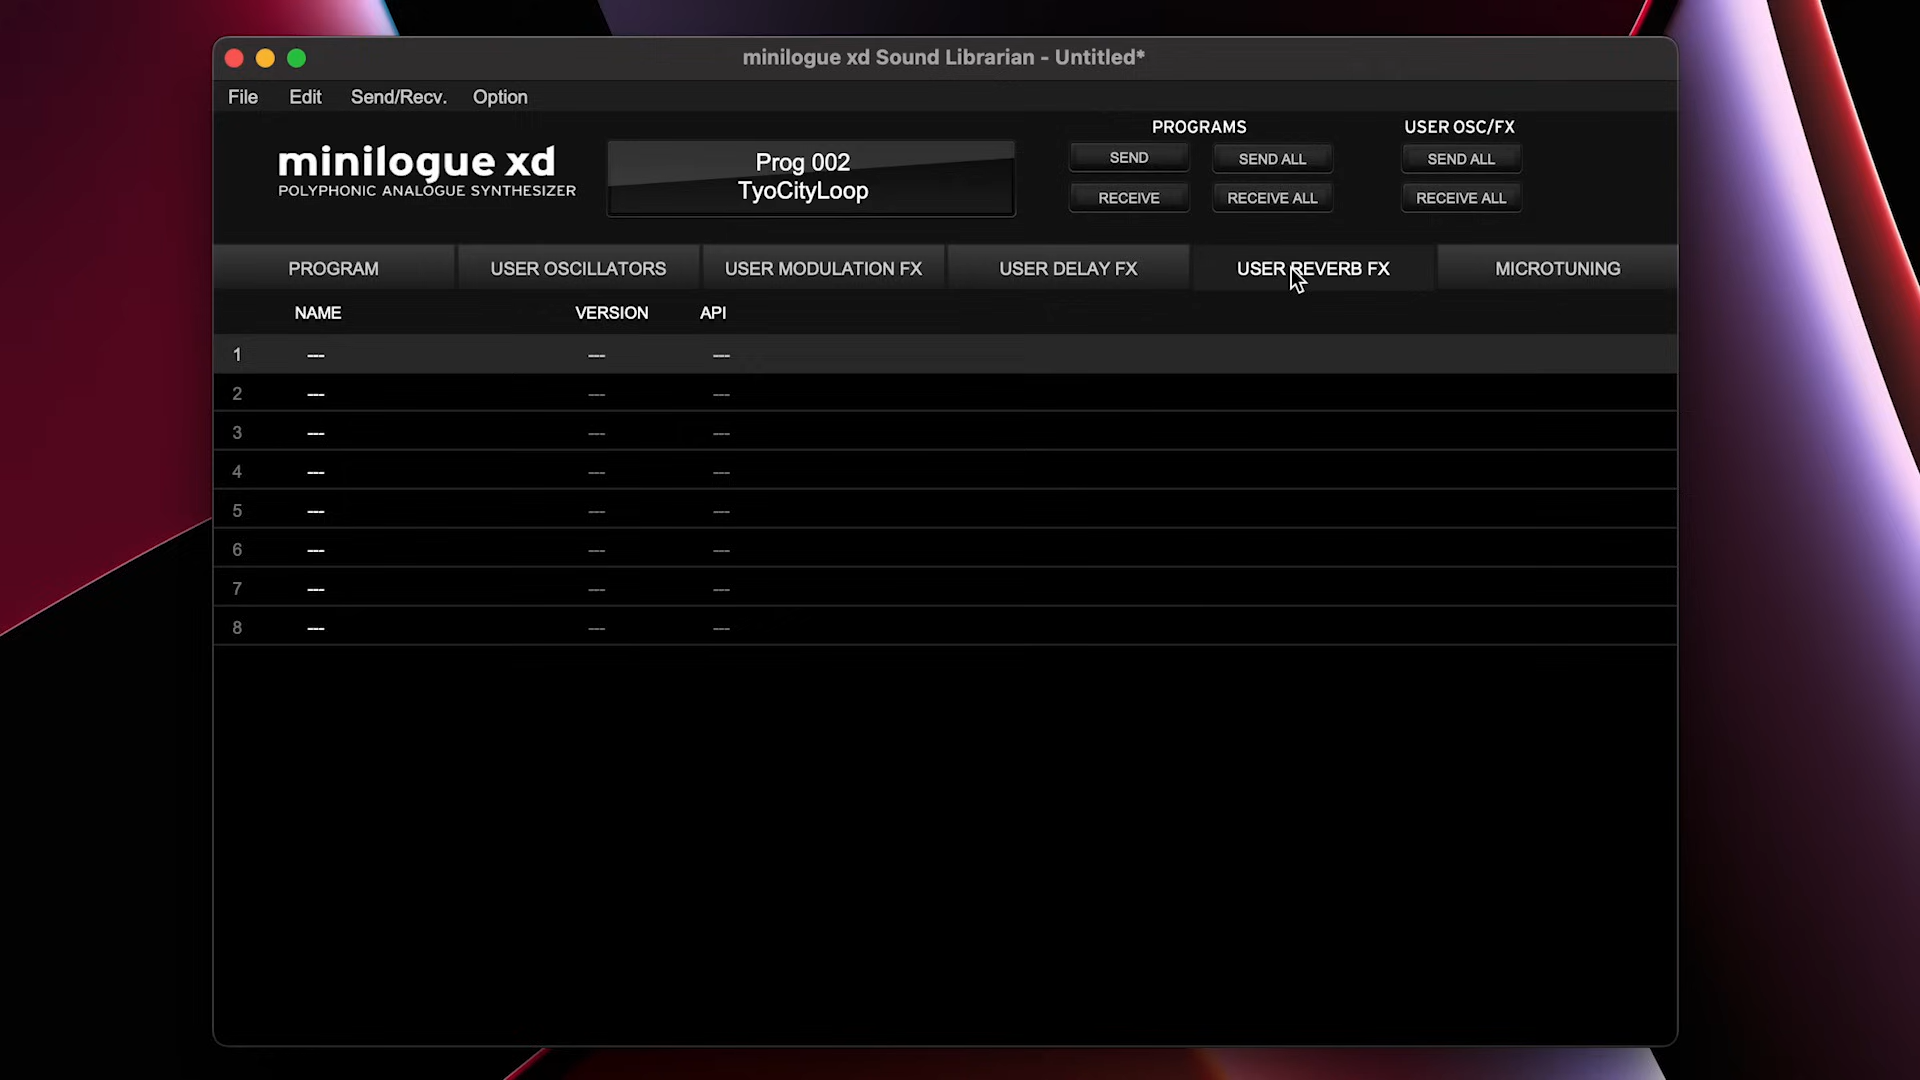 minilogue xd Sound Librarian - Untitled*
File Edit Send/Recv. Option
minilogue xd
POLYPHONIC ANALOGUE SYNTHESIZER
Prog 002
TyoCityLoop
PROGRAMS
SEND SEND ALL
RECEIVE RECEIVE ALL
USER OSC/FX
SEND ALL
RECEIVE ALL
PROGRAM USER OSCILLATORS USER MODULATION FX USER DELAY FX USER REVERB FX MICROTUNING
NAME VERSION API
1 --- --- ---
2 --- --- ---
3 --- --- ---
4 --- --- ---
5 --- --- ---
6 --- --- ---
7 --- --- ---
8 --- --- ---